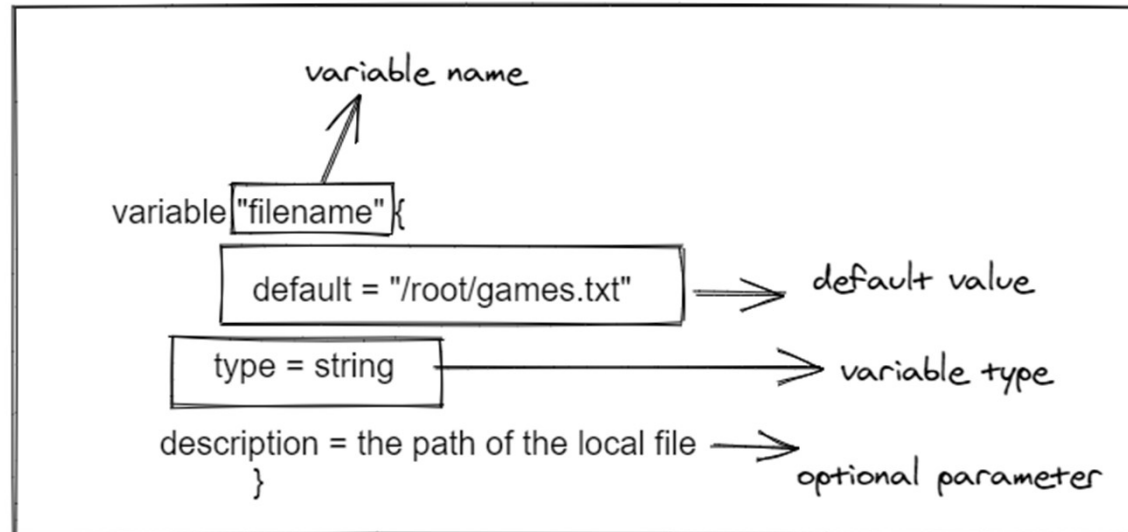 variable name
variable "filename" {
default = "/root/games.txt"
default value
type = string
variable type
description = the path of the local file
optional parameter
}